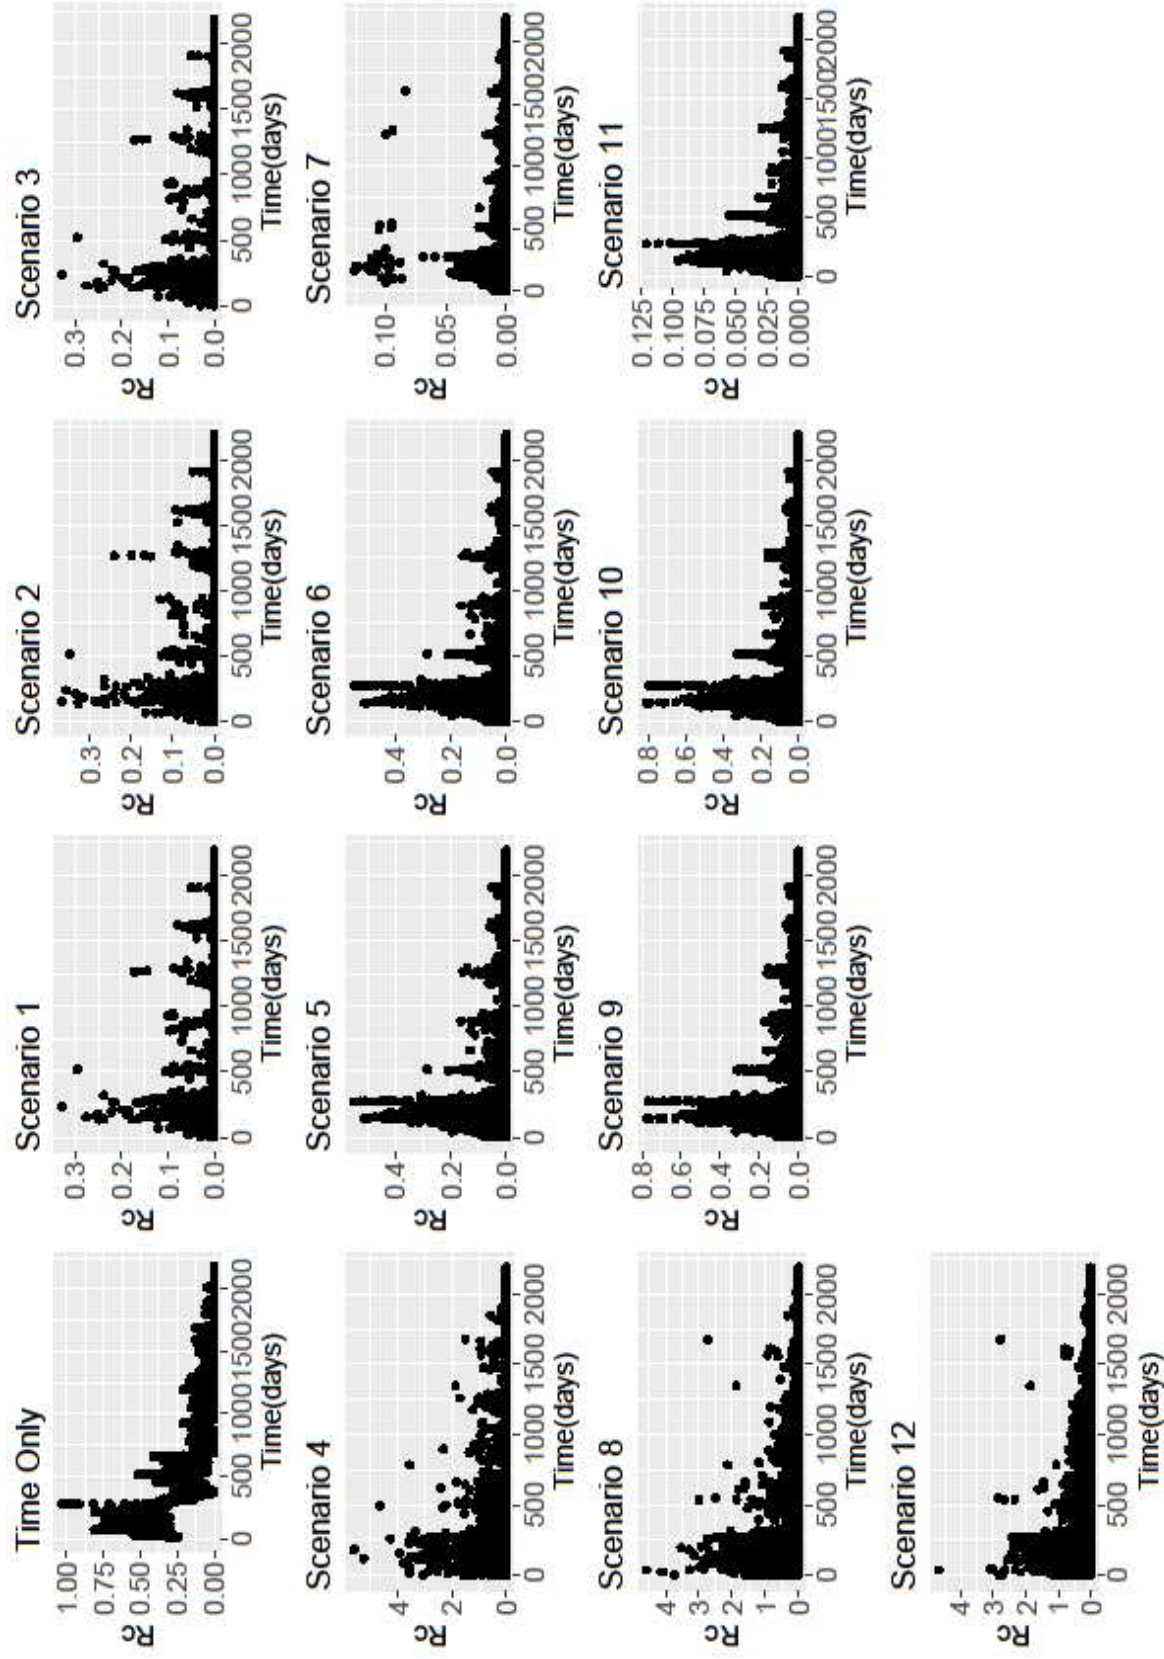 Time Only
Rc
1.00
0.75
0.50
0.25
0.00
0 500 1000 1500 2000
Time(days)
Scenario 1
Rc
0.3
0.2
0.1
0.0
0 500 1000 1500 2000
Time(days)
Scenario 2
Rc
0.3
0.2
0.1
0.0
0 500 1000 1500 2000
Time(days)
Scenario 3
Rc
0.3
0.2
0.1
0.0
0 500 1000 1500 2000
Time(days)
Scenario 4
Rc
4
2
0
0 500 1000 1500 2000
Time(days)
Scenario 5
Rc
0.4
0.2
0.0
0 500 1000 1500 2000
Time(days)
Scenario 6
Rc
0.4
0.2
0.0
0 500 1000 1500 2000
Time(days)
Scenario 7
Rc
0.10
0.05
0.00
0 500 1000 1500 2000
Time(days)
Scenario 8
Rc
4
3
2
1
0
0 500 1000 1500 2000
Time(days)
Scenario 9
Rc
0.8
0.6
0.4
0.2
0.0
0 500 1000 1500 2000
Time(days)
Scenario 10
Rc
0.8
0.6
0.4
0.2
0.0
0 500 1000 1500 2000
Time(days)
Scenario 11
Rc
0.125
0.100
0.075
0.050
0.025
0.000
0 500 1000 1500 2000
Time(days)
Scenario 12
Rc
4
3
2
1
0
0 500 1000 1500 2000
Time(days)